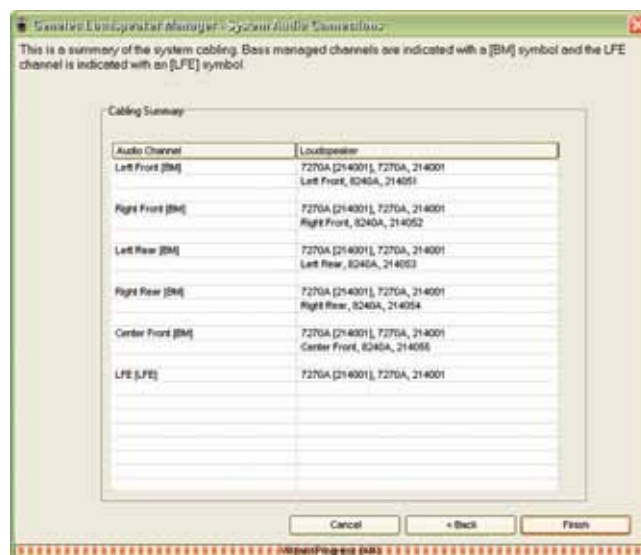 Genelec Loudspeaker Manager - System Audio Connections
This is a summary of the system cabling. Bass managed channels are indicated with a [BM] symbol and the LFE
channel is indicated with an [LFE] symbol.
Cabling Summary
Audio Channel Loudspeaker
Left Front [BM] 7270A [214001], 7270A, 214001
Left Front, 8240A, 214051
Right Front [BM] 7270A [214001], 7270A, 214001
Right Front, 8240A, 214052
Left Rear [BM] 7270A [214001], 7270A, 214001
Left Rear, 8240A, 214053
Right Rear [BM] 7270A [214001], 7270A, 214001
Right Rear, 8240A, 214054
Center Front [BM] 7270A [214001], 7270A, 214001
Center Front, 8240A, 214055
LFE [LFE] 7270A [214001], 7270A, 214001
Cancel < Back Finish
Wizard Progress